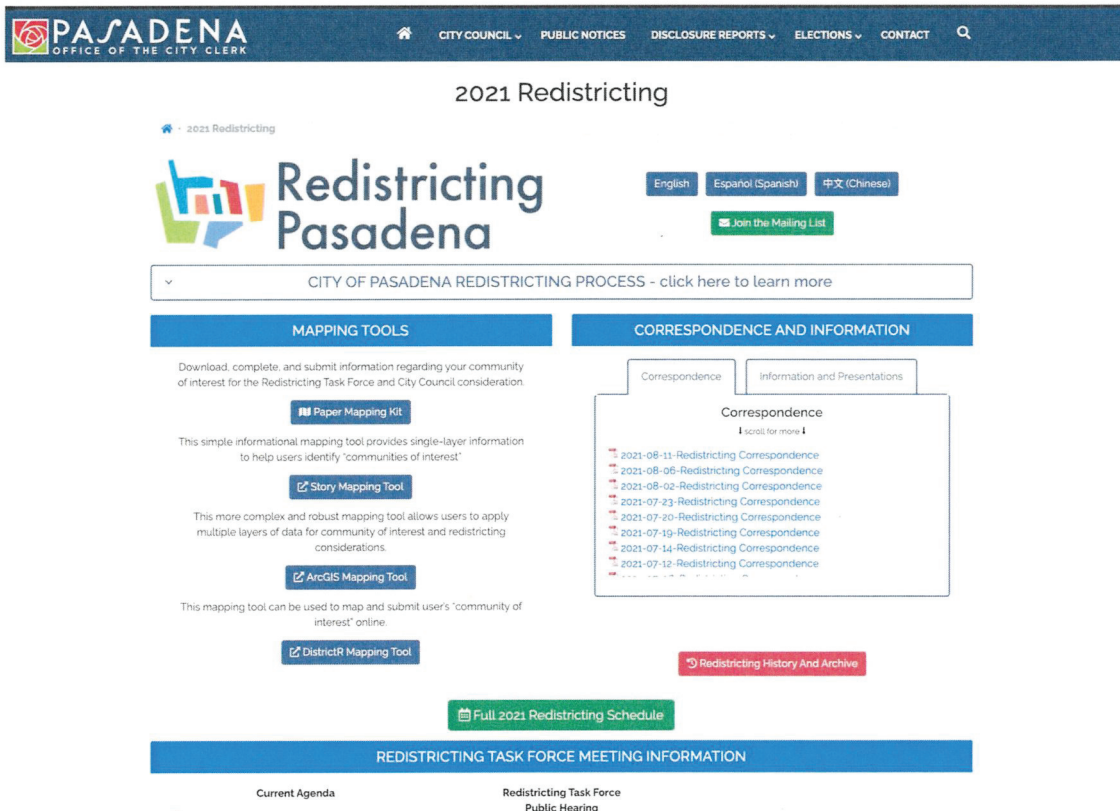 PASADENA
OFFICE OF THE CITY CLERK
CITY COUNCIL
PUBLIC NOTICES
DISCLOSURE REPORTS
ELECTIONS
CONTACT
2021 Redistricting
2021 Redistricting
Redistricting
Pasadena
English
Español (Spanish)
中文 (Chinese)
Join the Mailing List
CITY OF PASADENA REDISTRICTING PROCESS - click here to learn more
MAPPING TOOLS
Download, complete, and submit information regarding your community
of interest for the Redistricting Task Force and City Council consideration.
Paper Mapping Kit
This simple informational mapping tool provides single-layer information
to help users identify "communities of interest"
Story Mapping Tool
This more complex and robust mapping tool allows users to apply
multiple layers of data for community of interest and redistricting
considerations.
ArcGIS Mapping Tool
This mapping tool can be used to map and submit user's "community of
interest" online.
DistrictR Mapping Tool
CORRESPONDENCE AND INFORMATION
Correspondence
Information and Presentations
Correspondence
scroll for more
2021-08-11-Redistricting Correspondence
2021-08-06-Redistricting Correspondence
2021-08-02-Redistricting Correspondence
2021-07-23-Redistricting Correspondence
2021-07-20-Redistricting Correspondence
2021-07-19-Redistricting Correspondence
2021-07-14-Redistricting Correspondence
2021-07-12-Redistricting Correspondence
Redistricting History And Archive
Full 2021 Redistricting Schedule
REDISTRICTING TASK FORCE MEETING INFORMATION
Current Agenda
Redistricting Task Force
Public Hearing